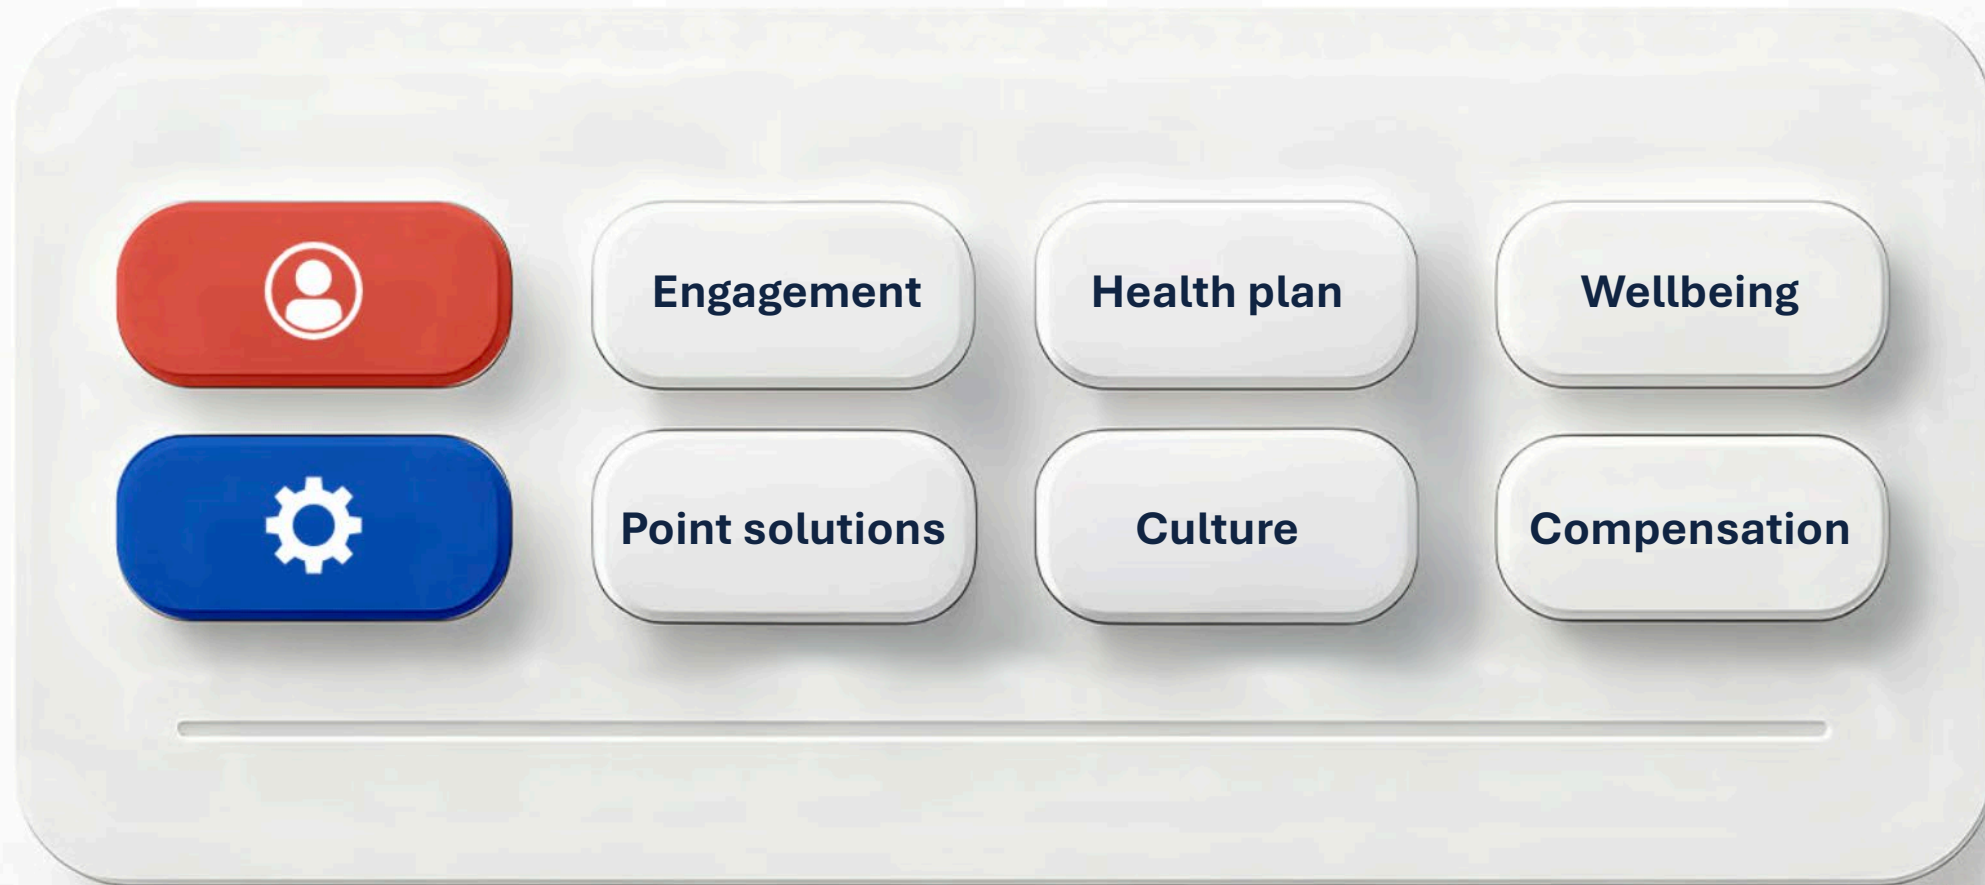 Engagement
Health plan
Wellbeing
Point solutions
Culture
Compensation